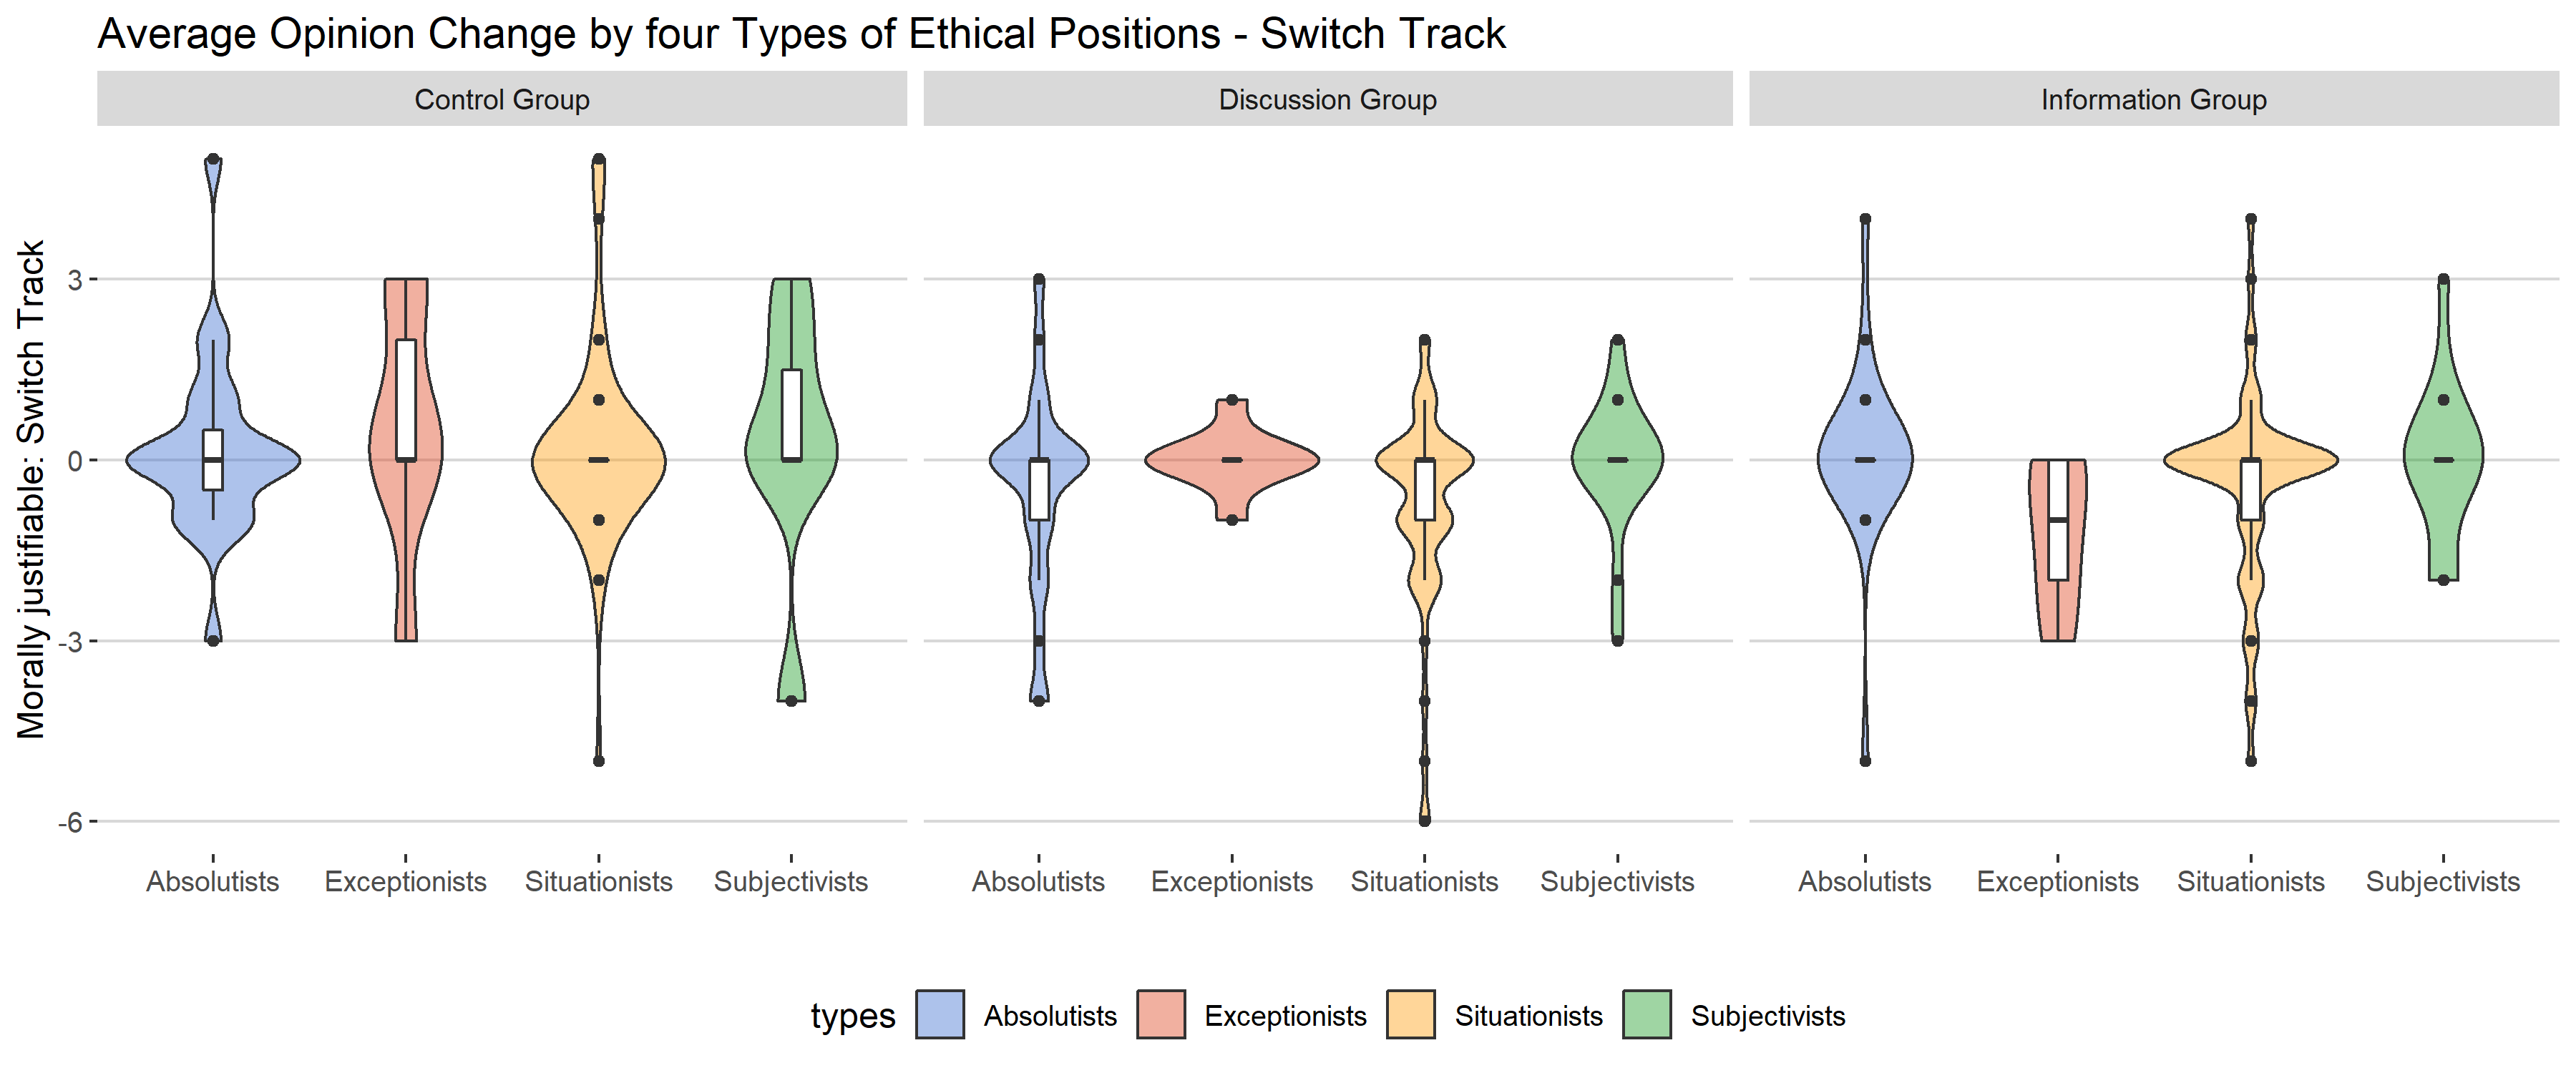 Average Opinion Change by four Types of Ethical Positions - Switch Track
Control Group
Discussion Group
Information Group
Morally justifiable: Switch Track
3
0
-3
-6
Absolutists
Exceptionists
Situationists
Subjectivists
Absolutists
Exceptionists
Situationists
Subjectivists
Absolutists
Exceptionists
Situationists
Subjectivists
types
Absolutists
Exceptionists
Situationists
Subjectivists